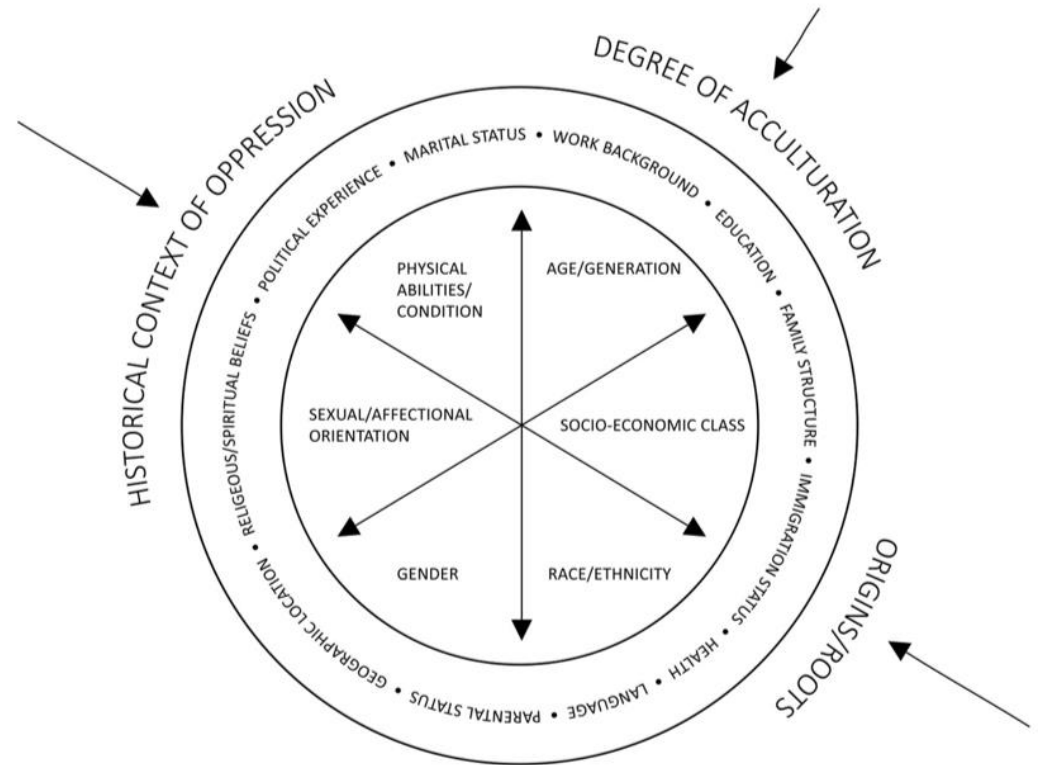 HISTORICAL CONTEXT OF OPPRESSION
DEGREE OF ACCULTURATION
ORIGINS/ROOTS
MARITAL STATUS • WORK BACKGROUND • EDUCATION • FAMILY STRUCTURE • IMMIGRATION STATUS • HEALTH • LANGUAGE • PARENTAL STATUS • GEOGRAPHIC LOCATION • RELIGEOUS/SPIRITUAL BELIEFS • POLITICAL EXPERIENCE •
PHYSICAL
ABILITIES/
CONDITION
AGE/GENERATION
SEXUAL/AFFECTIONAL
ORIENTATION
SOCIO-ECONOMIC CLASS
GENDER
RACE/ETHNICITY